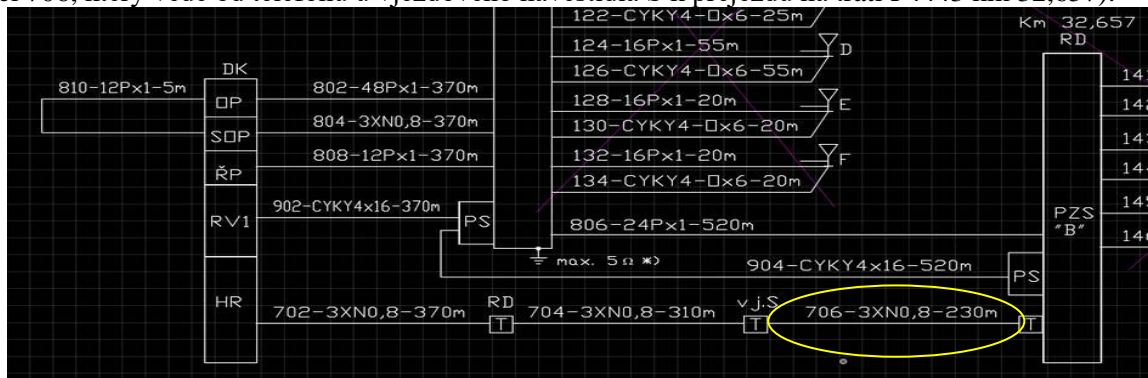 122-CYKY4-□x6-25m
Km 32,657
RD
124-16Px1-55m
D
DK
126-CYKY4-□x6-55m
810-12Px1-5m
802-48Px1-370m
128-16Px1-20m
E
OP
804-3XN0,8-370m
130-CYKY4-□x6-20m
SOP
808-12Px1-370m
132-16Px1-20m
F
ŘP
134-CYKY4-□x6-20m
902-CYKY4x16-370m
RV1
PS
806-24Px1-520m
PZS
"B"
max. 5Ω *)
904-CYKY4x16-520m
PS
HR
RD
vj.S
702-3XN0,8-370m
704-3XN0,8-310m
706-3XN0,8-230m
T
T
T